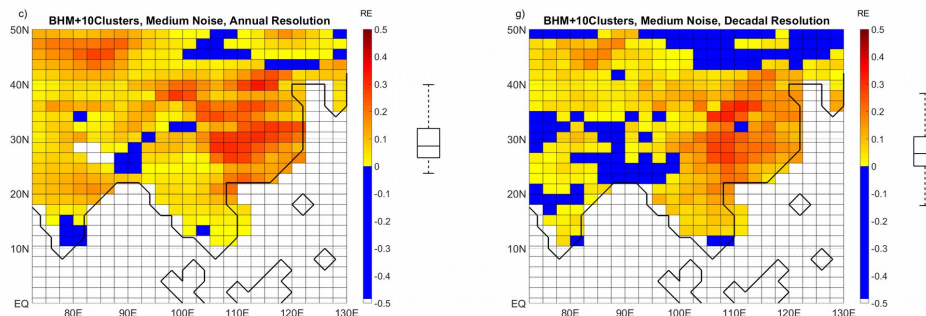 c)
BHM+10Clusters, Medium Noise, Annual Resolution
RE
50N
40N
30N
20N
10N
EQ
80E 90E 100E 110E 120E 130E
0.5
0.4
0.3
0.2
0.1
0
-0.1
-0.2
-0.3
-0.4
-0.5
g)
BHM+10Clusters, Medium Noise, Decadal Resolution
RE
50N
40N
30N
20N
10N
EQ
80E 90E 100E 110E 120E 130E
0.5
0.4
0.3
0.2
0.1
0
-0.1
-0.2
-0.3
-0.4
-0.5